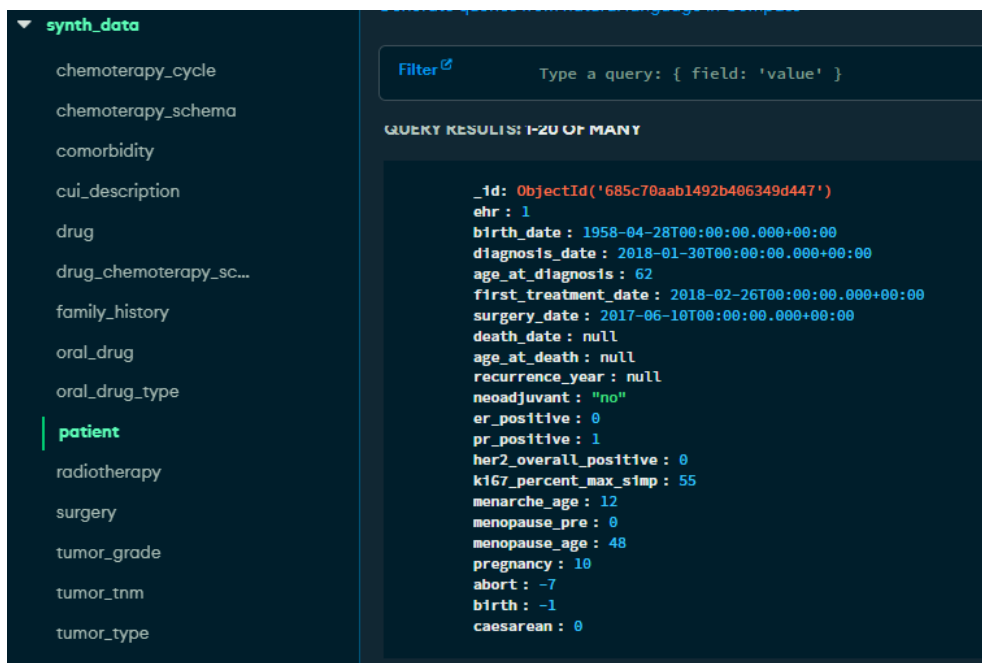 synth_data
chemoterapy_cycle
chemoterapy_schema
comorbidity
cui_description
drug
drug_chemoterapy_sc...
family_history
oral_drug
oral_drug_type
patient
radiotherapy
surgery
tumor_grade
tumor_tnm
tumor_type
Filter
Type a query: { field: 'value' }
QUERY RESULTS: 1-20 OF MANY
_id: ObjectId('685c70aab1492b406349d447')
ehr : 1
birth_date : 1958-04-28T00:00:00.000+00:00
diagnosis_date : 2018-01-30T00:00:00.000+00:00
age_at_diagnosis : 62
first_treatment_date : 2018-02-26T00:00:00.000+00:00
surgery_date : 2017-06-10T00:00:00.000+00:00
death_date : null
age_at_death : null
recurrence_year : null
neoadjuvant : "no"
er_positive : 0
pr_positive : 1
her2_overall_positive : 0
ki67_percent_max_simp : 55
menarche_age : 12
menopause_pre : 0
menopause_age : 48
pregnancy : 10
abort : -7
birth : -1
caesarean : 0